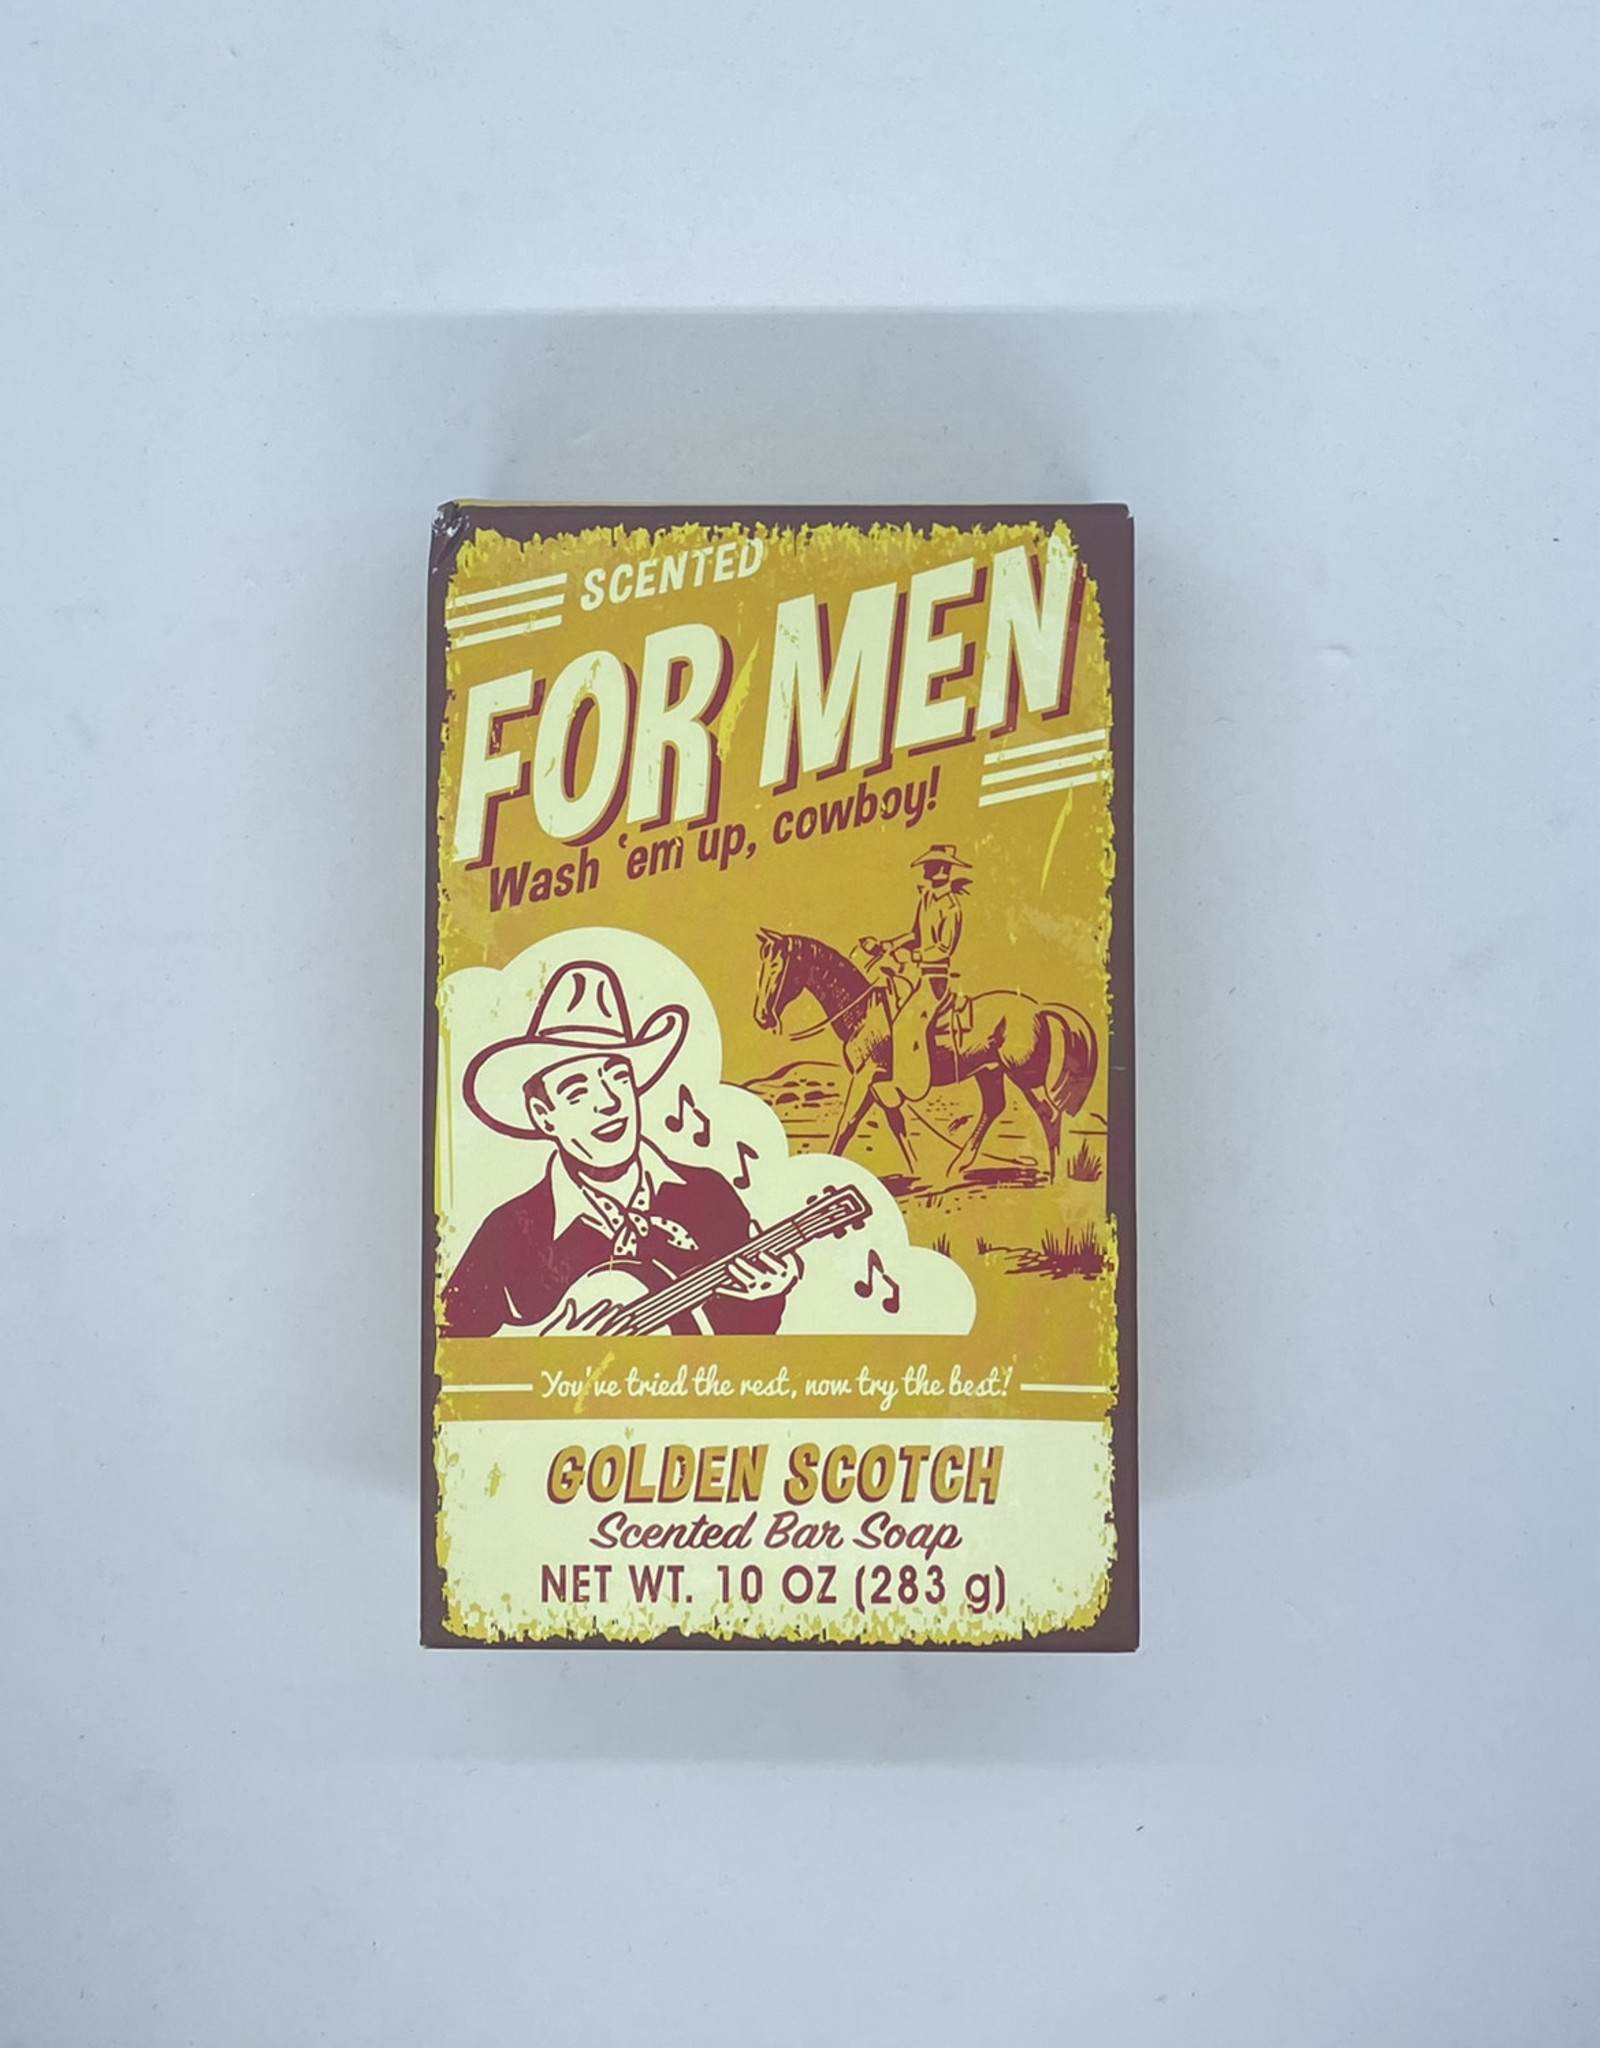 SCENTED
FOR MEN
Wash 'em up, cowboy!
You've tried the rest, now try the best!
GOLDEN SCOTCH
Scented Bar Soap
NET WT. 10 OZ (283 g)